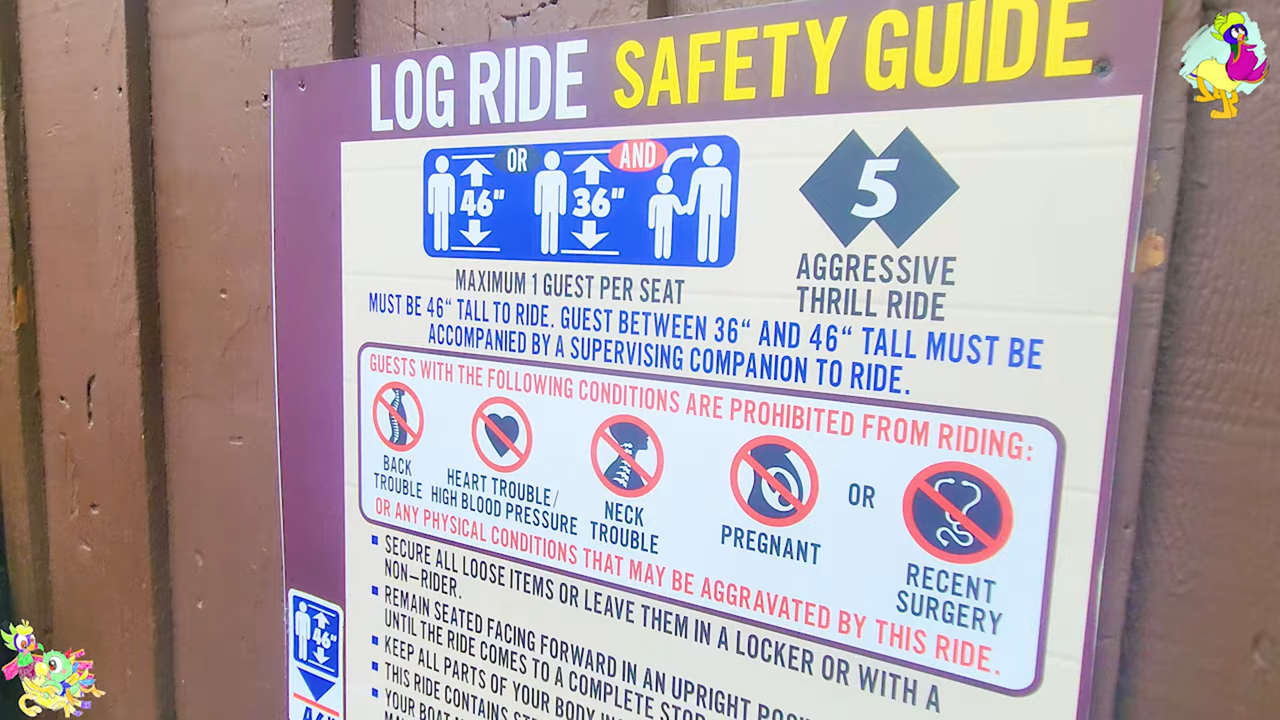 LOG RIDE SAFETY GUIDE
46" OR 36" AND
5
AGGRESSIVE
THRILL RIDE
MAXIMUM 1 GUEST PER SEAT
MUST BE 46“ TALL TO RIDE. GUEST BETWEEN 36“ AND 46“ TALL MUST BE
ACCOMPANIED BY A SUPERVISING COMPANION TO RIDE.
GUESTS WITH THE FOLLOWING CONDITIONS ARE PROHIBITED FROM RIDING:
BACK
TROUBLE
HEART TROUBLE/
HIGH BLOOD PRESSURE
NECK
TROUBLE
PREGNANT
OR
RECENT
SURGERY
OR ANY PHYSICAL CONDITIONS THAT MAY BE AGGRAVATED BY THIS RIDE.
SECURE ALL LOOSE ITEMS OR LEAVE THEM IN A LOCKER OR WITH A
NON–RIDER.
REMAIN SEATED FACING FORWARD IN AN UPRIGHT
UNTIL THE RIDE COMES TO A COMPLETE
KEEP ALL PARTS OF YOUR BODY
THIS RIDE CONTAINS
YOUR BOAT
46"